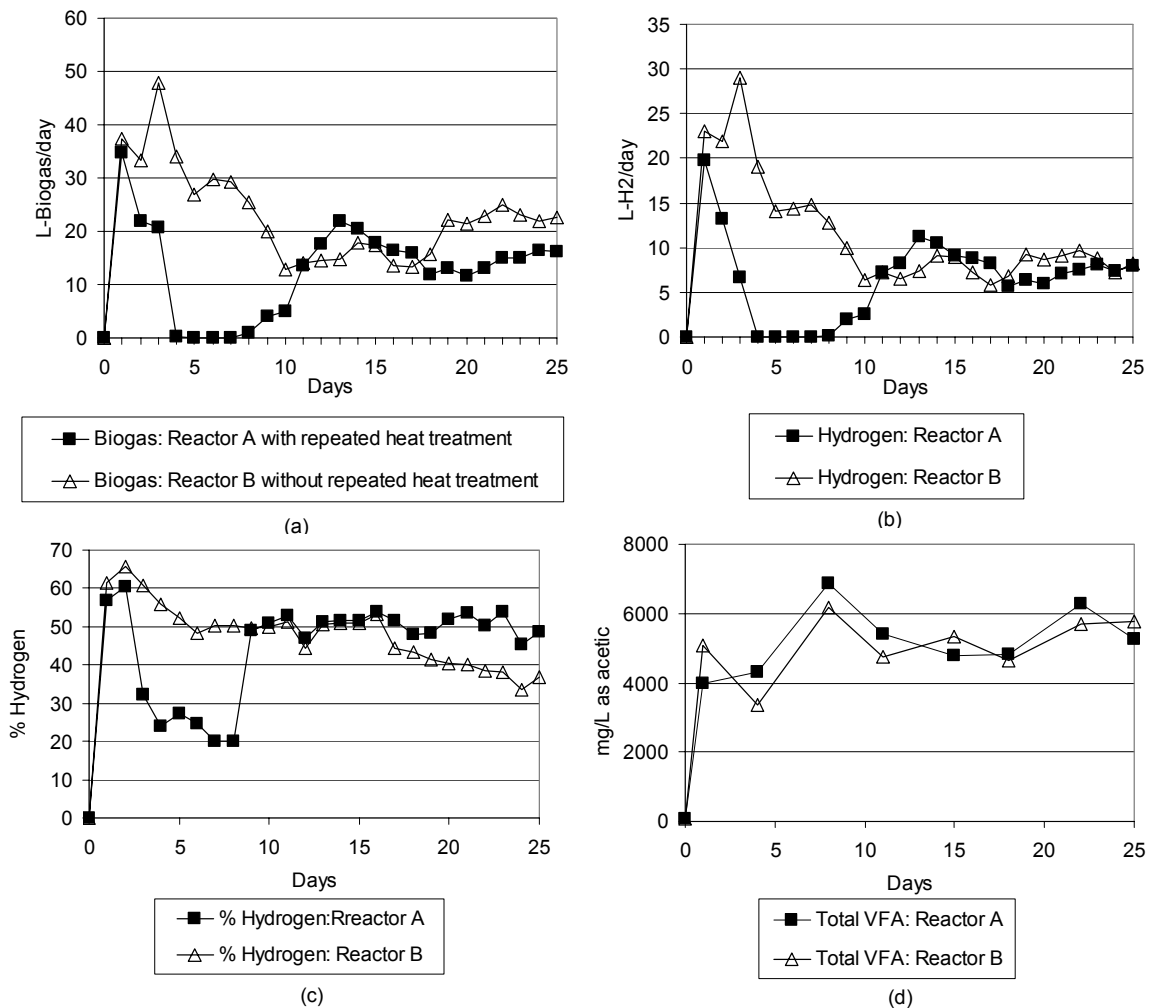 60
50
40
30
20
10
0
L-Biogas/day
0 5 10 15 20 25
Days
Biogas: Reactor A with repeated heat treatment
Biogas: Reactor B without repeated heat treatment
(a)
35
30
25
20
15
10
5
0
L-H2/day
0 5 10 15 20 25
Days
Hydrogen: Reactor A
Hydrogen: Reactor B
(b)
70
60
50
40
30
20
10
0
% Hydrogen
0 5 10 15 20 25
Days
% Hydrogen:Rreactor A
% Hydrogen: Reactor B
(c)
8000
6000
4000
2000
0
mg/L as acetic
0 5 10 15 20 25
Days
Total VFA: Reactor A
Total VFA: Reactor B
(d)